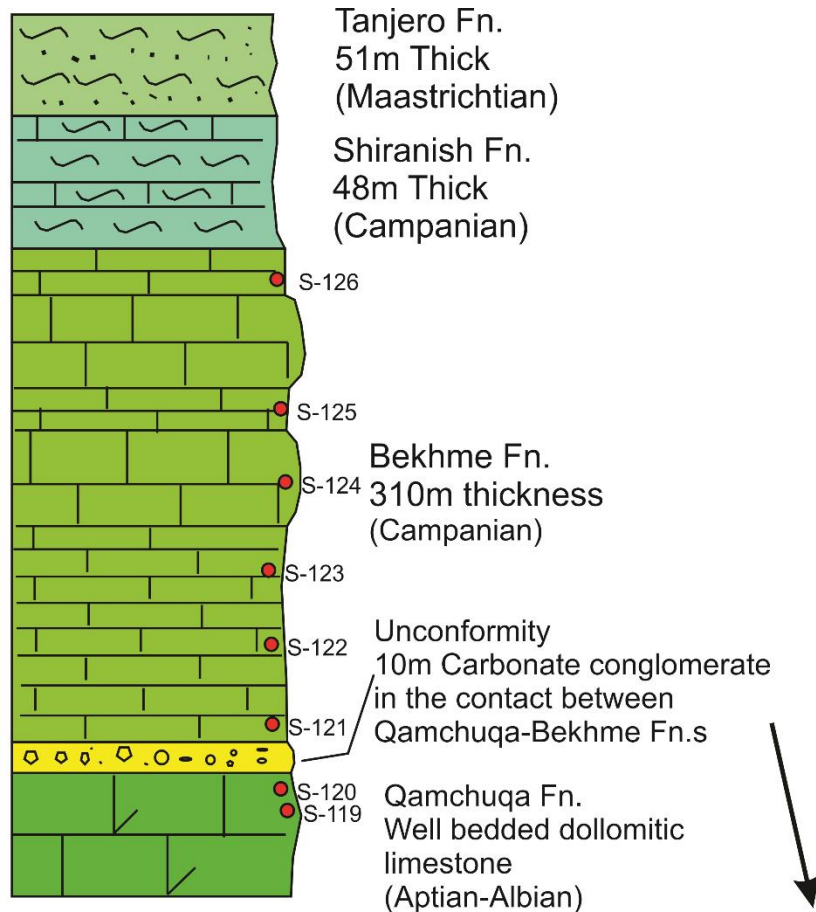 Tanjero Fn.
51m Thick
(Maastrichtian)
Shiranish Fn.
48m Thick
(Campanian)
S-126
S-125
S-124
Bekhme Fn.
310m thickness
(Campanian)
S-123
S-122
Unconformity
10m Carbonate conglomerate
in the contact between
Qamchuqa-Bekhme Fn.s
S-121
S-120
S-119
Qamchuqa Fn.
Well bedded dollomitic
limestone
(Aptian-Albian)